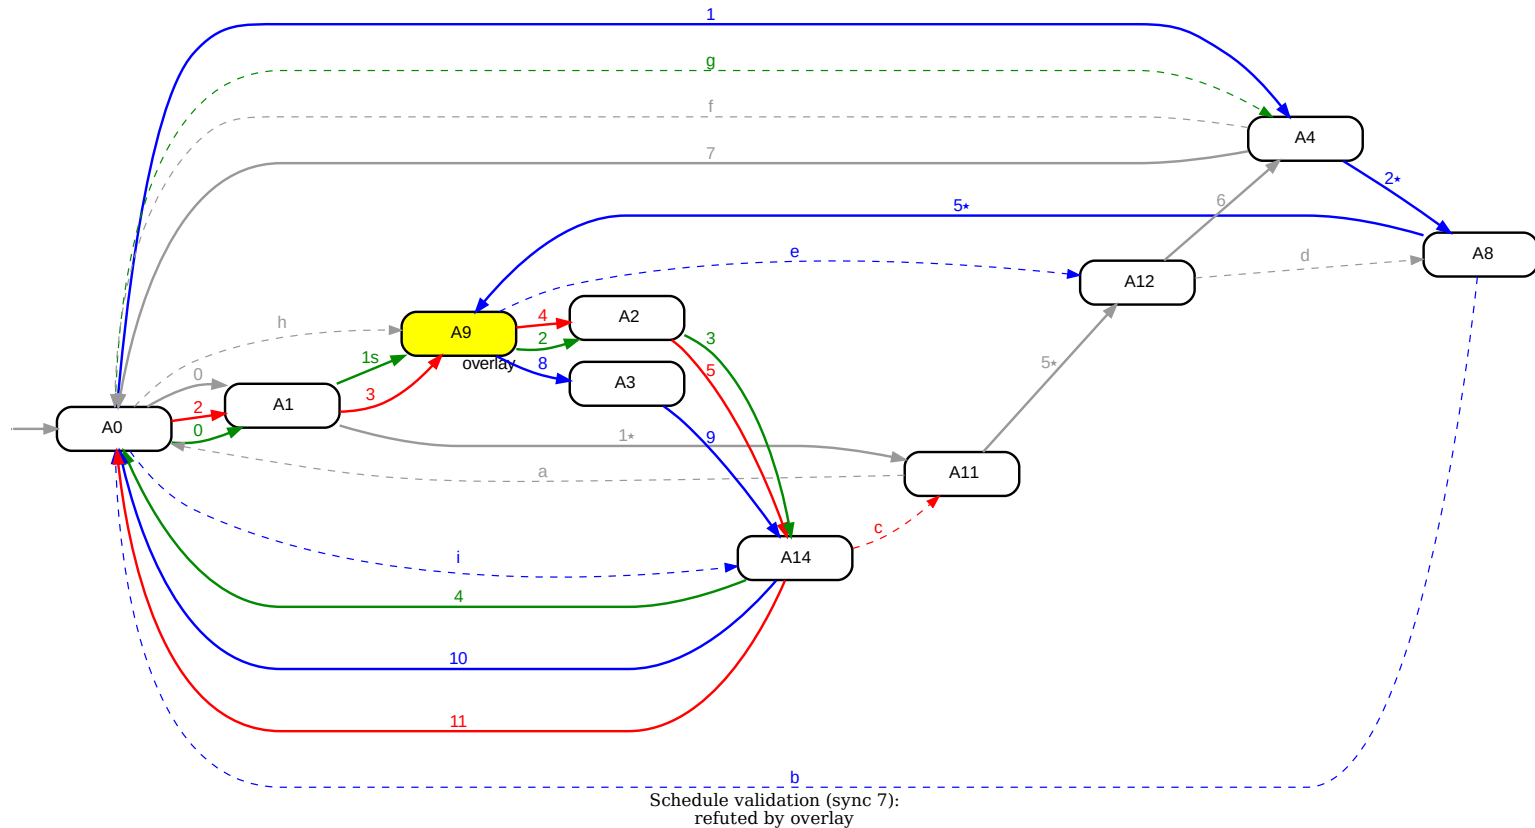 1
g
f
A4
7
2⋆
6
5⋆
e
d
A8
A12
h
A9
4
A2
2
3
overlay
1s
8
5
A3
0
3
A1
2
A0
0
5⋆
1⋆
9
a
A11
c
i
A14
4
10
11
b
Schedule validation (sync 7):
refuted by overlay